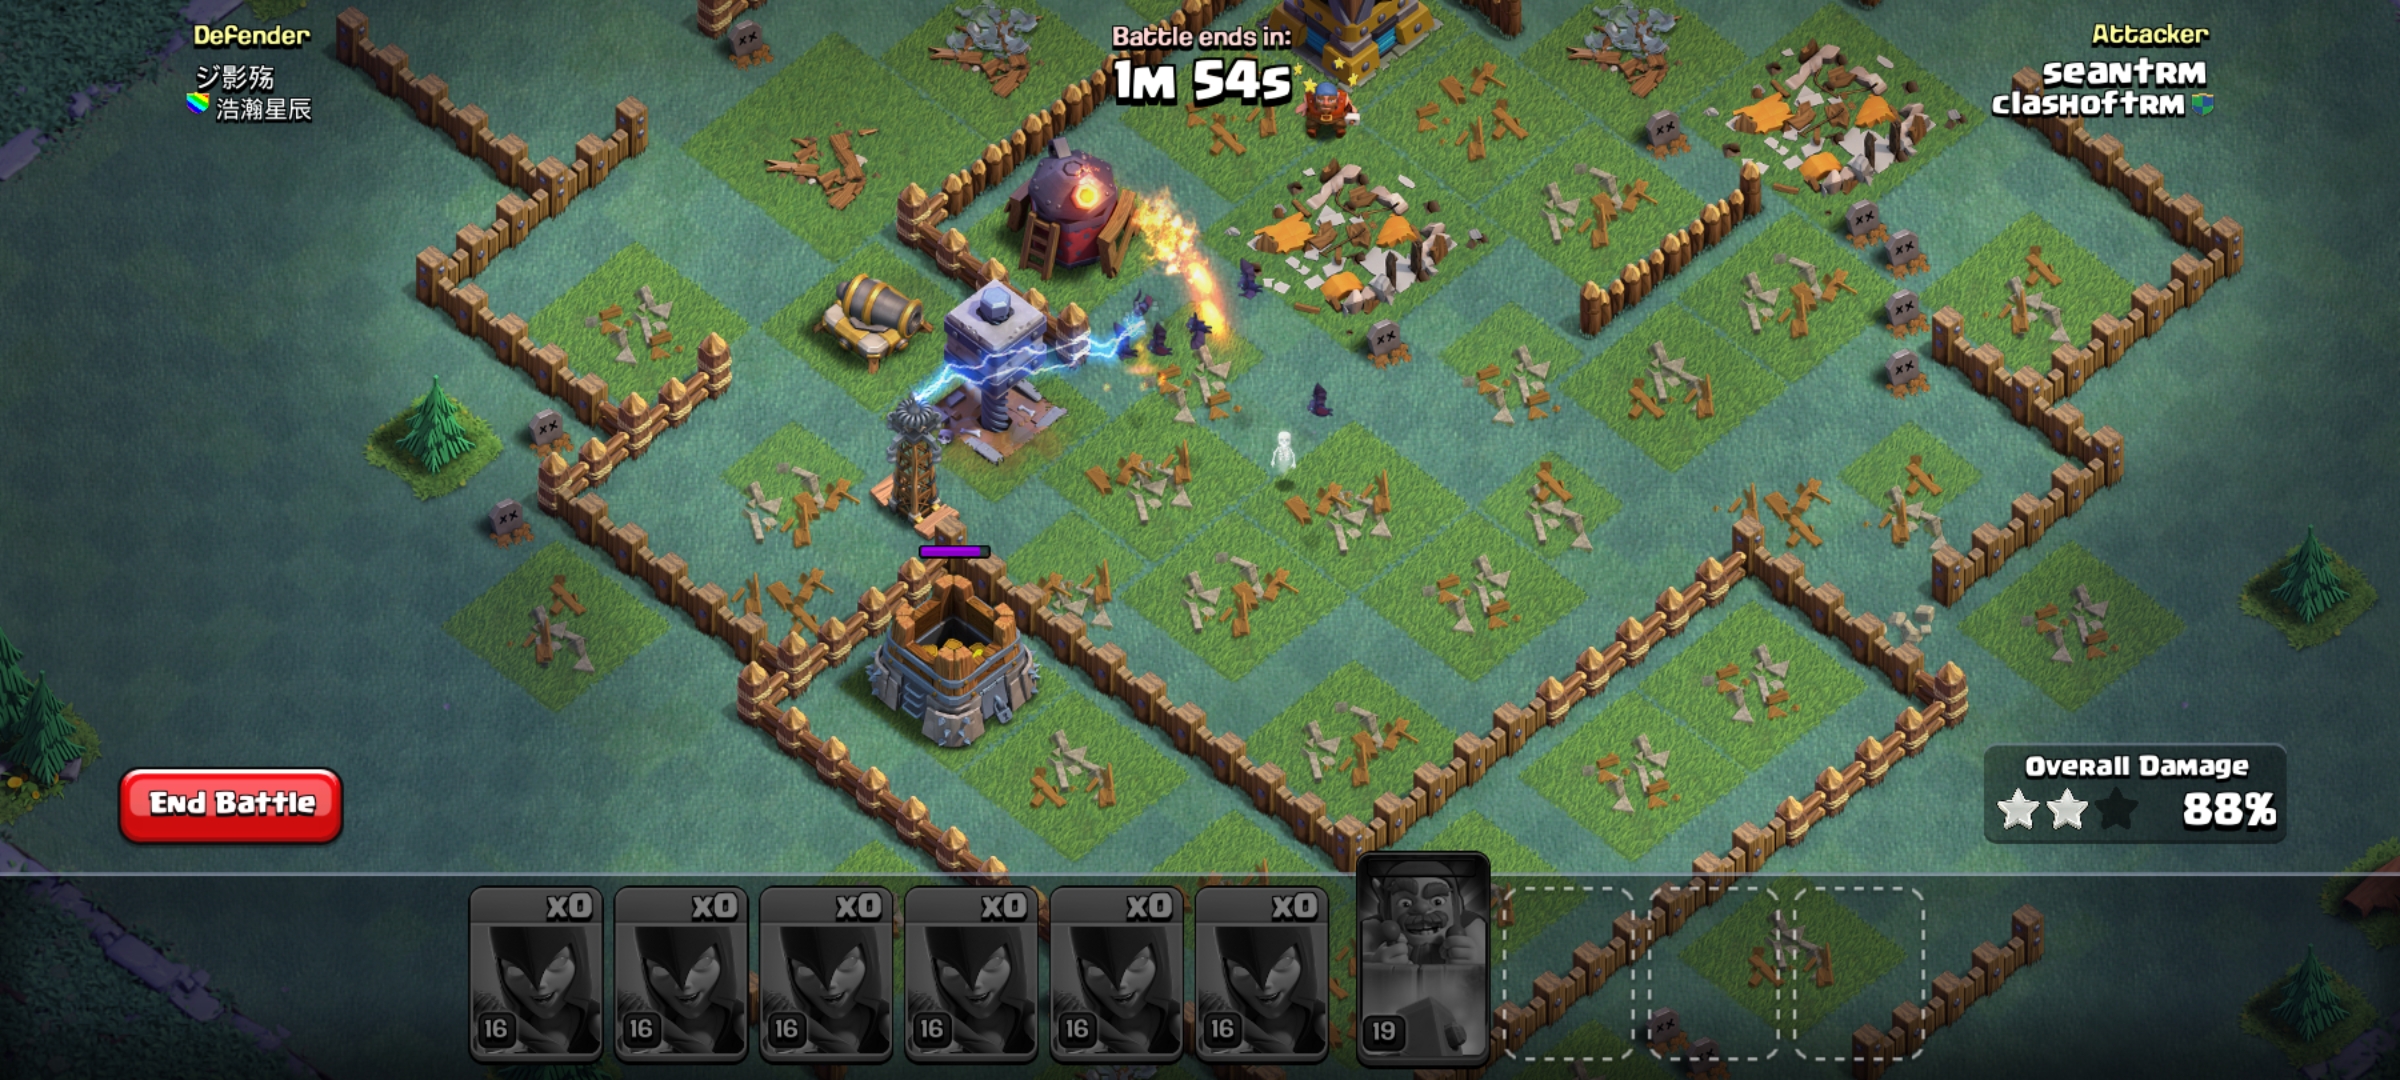 Defender
ジ影殇
浩瀚星辰
Battle ends in:
1M 54s
Attacker
seantRM
clashoftRM
End Battle
Overall Damage
88%
x0
x0
x0
x0
x0
x0
16
16
16
16
16
16
19